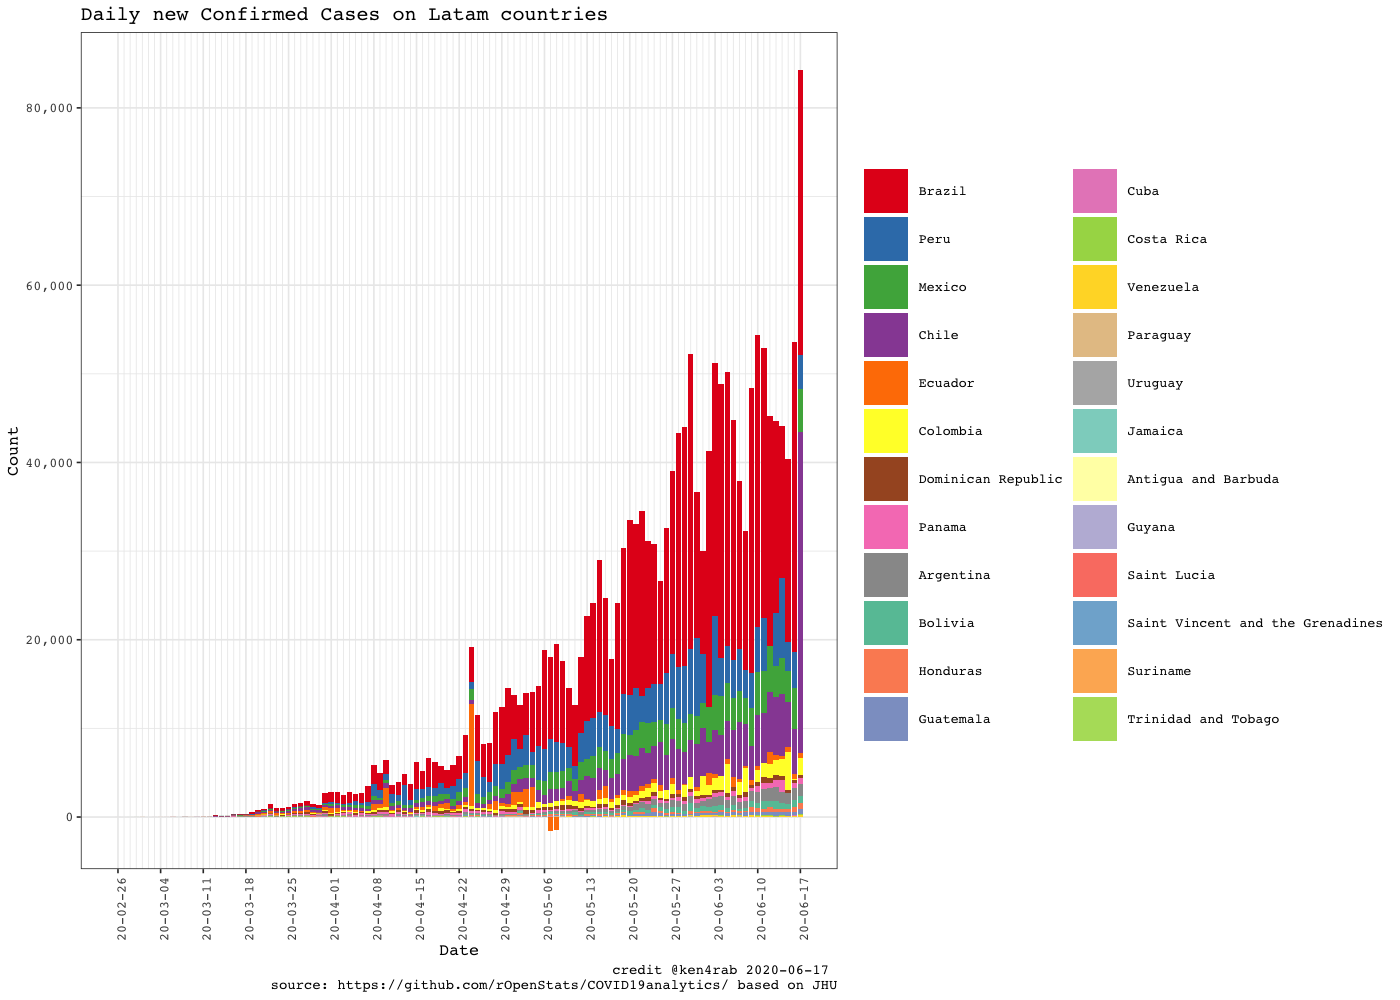 Daily new Confirmed Cases on Latam countries
80,000
60,000
40,000
20,000
0
Count
20-02-26
20-03-04
20-03-11
20-03-18
20-03-25
20-04-01
20-04-08
20-04-15
20-04-22
20-04-29
20-05-06
20-05-13
20-05-20
20-05-27
20-06-03
20-06-10
20-06-17
Date
Brazil
Peru
Mexico
Chile
Ecuador
Colombia
Dominican Republic
Panama
Argentina
Bolivia
Honduras
Guatemala
Cuba
Costa Rica
Venezuela
Paraguay
Uruguay
Jamaica
Antigua and Barbuda
Guyana
Saint Lucia
Saint Vincent and the Grenadines
Suriname
Trinidad and Tobago
credit @ken4rab 2020-06-17
source: https://github.com/rOpenStats/COVID19analytics/ based on JHU